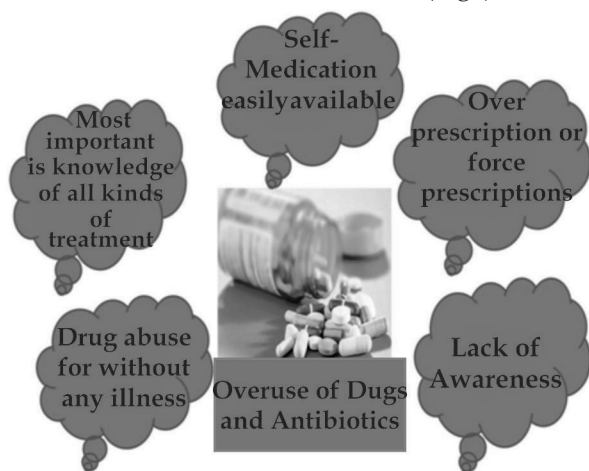 Self-
Medication
easilyavailable
Most
important
is knowledge
of all kinds
of
treatment
Over
prescription or
force
prescriptions
Drug abuse
for without
any illness
Lack of
Awareness
Overuse of Dugs
and Antibiotics